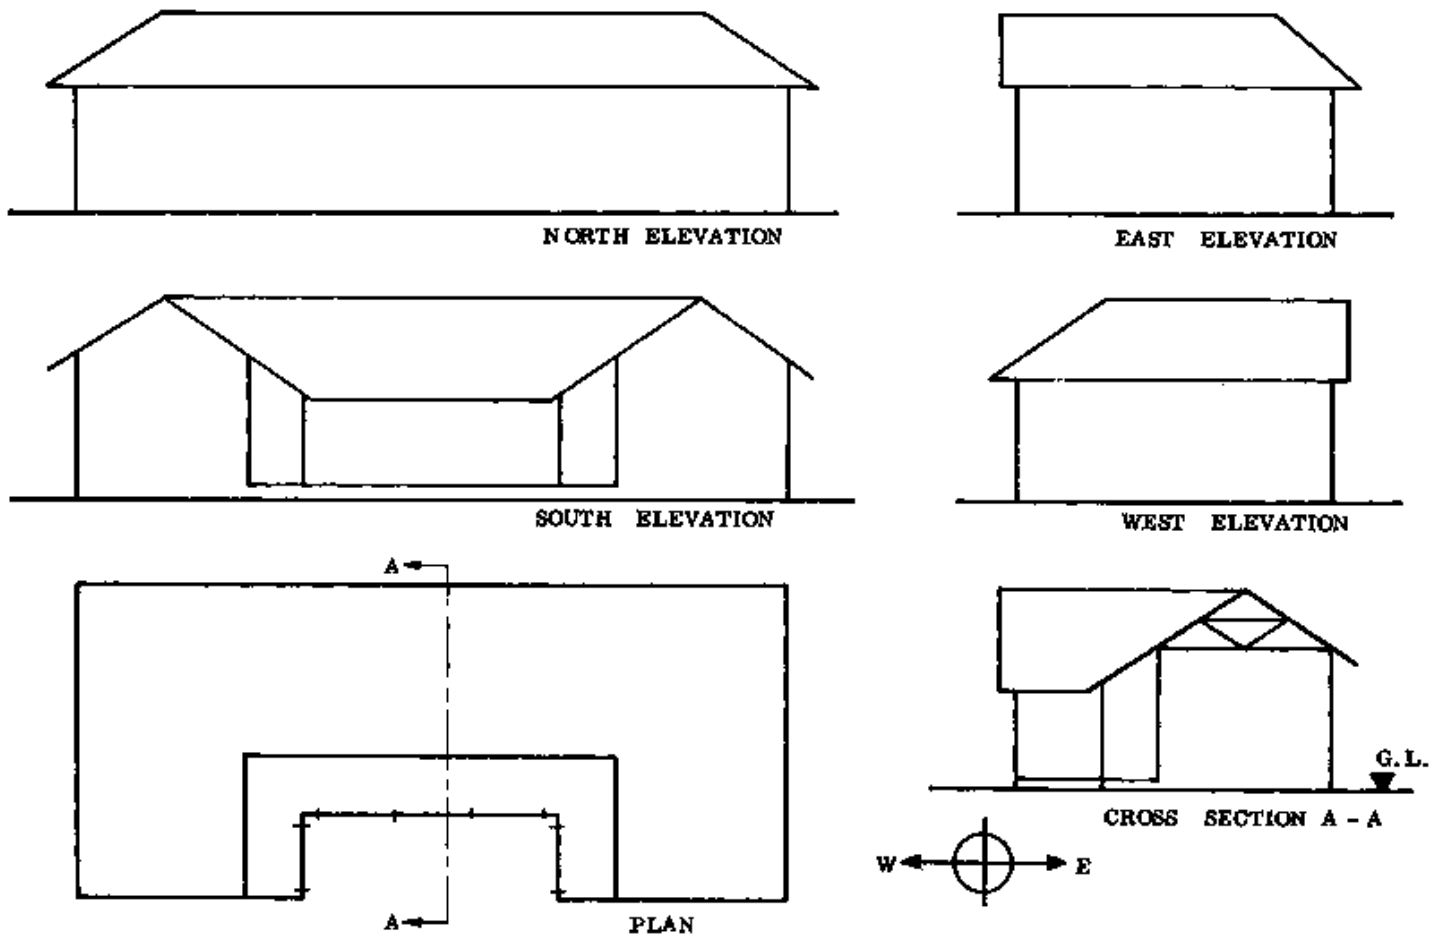 NORTH ELEVATION
EAST ELEVATION
SOUTH ELEVATION
WEST ELEVATION
A
A
PLAN
G.L.
CROSS SECTION A - A
W E